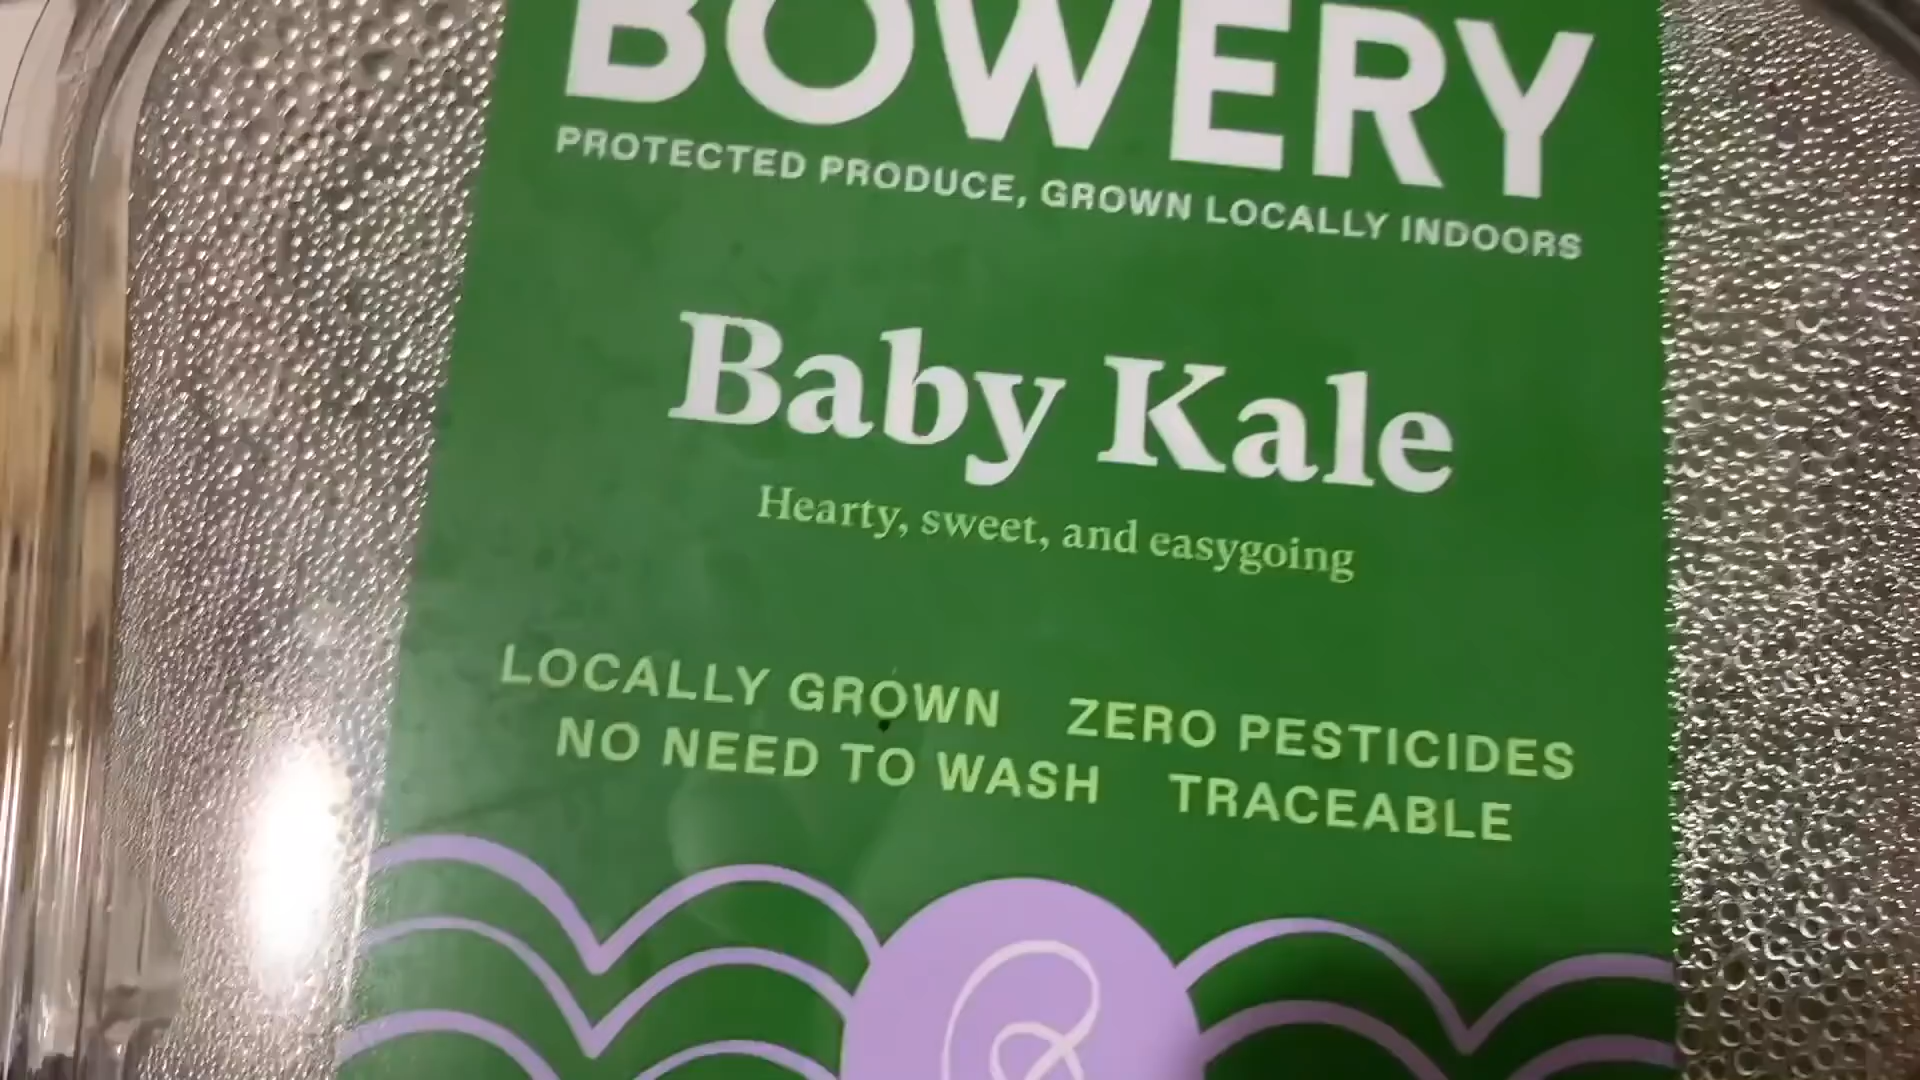 BOWERY
PROTECTED PRODUCE, GROWN LOCALLY INDOORS
Baby Kale
Hearty, sweet, and easygoing
LOCALLY GROWN ZERO PESTICIDES
NO NEED TO WASH TRACEABLE